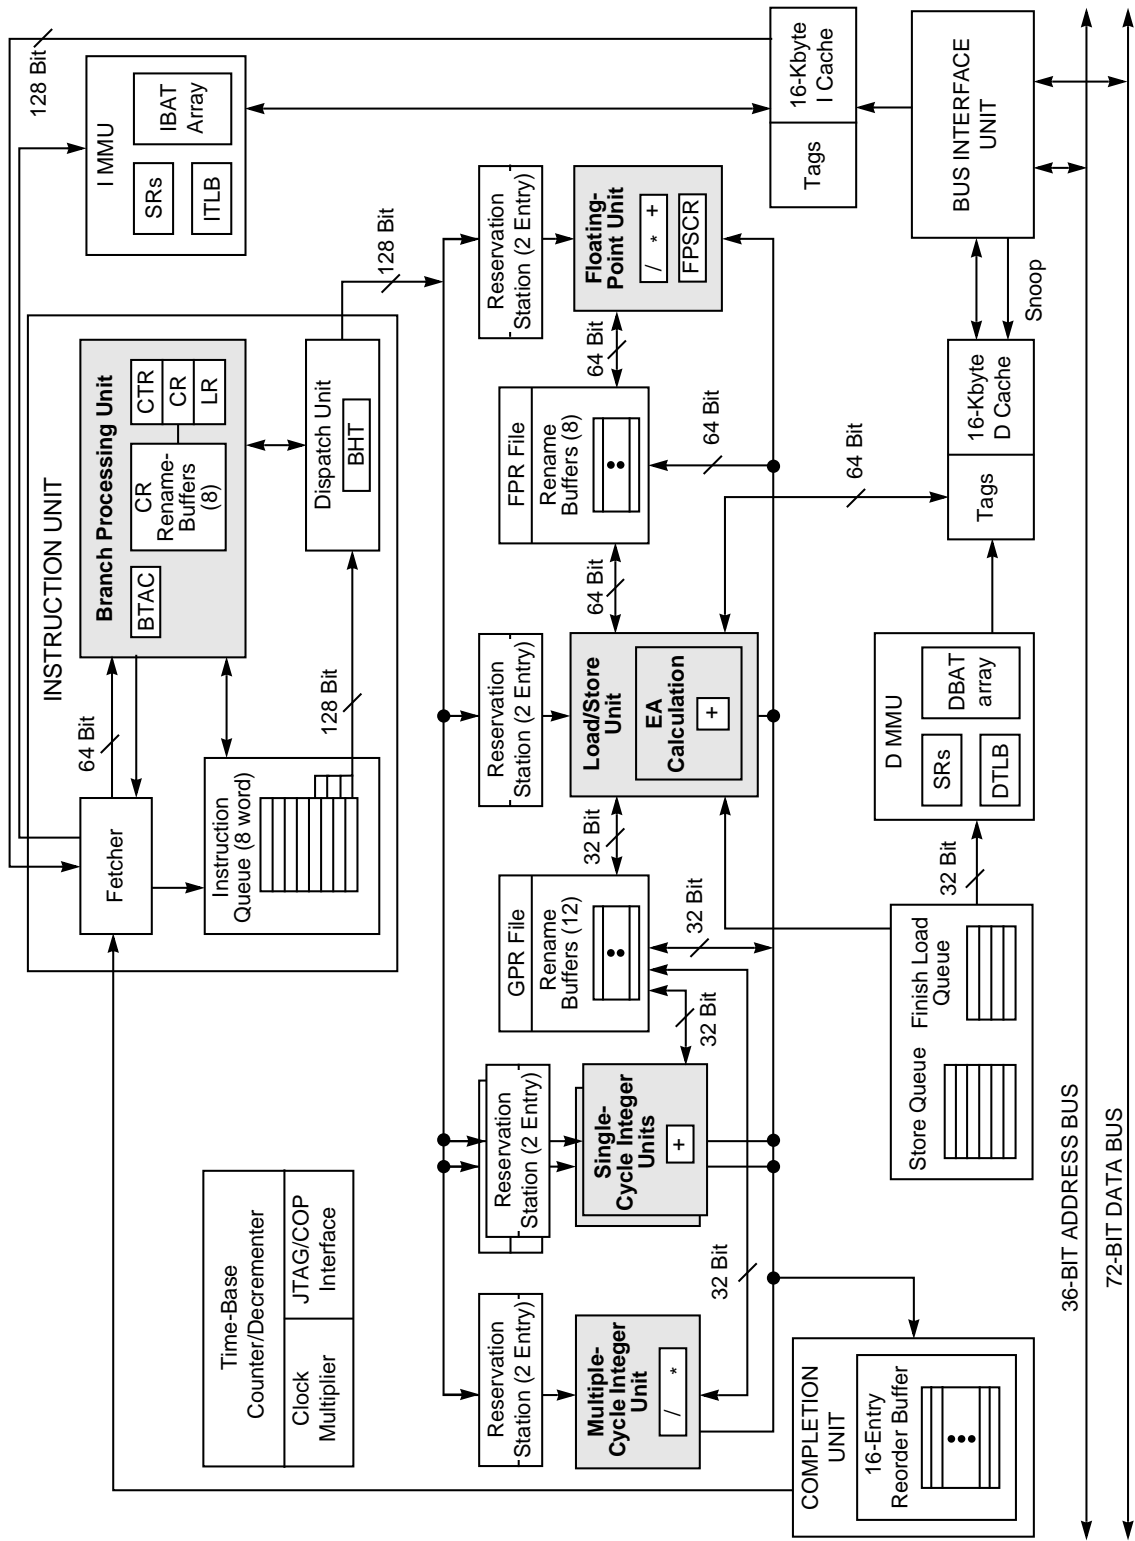 INSTRUCTION UNIT
Fetcher
64 Bit
Branch Processing Unit
BTAC
CR
Rename-
Buffers
(8)
CTR
CR
LR
128 Bit
I MMU
SRs
IBAT
Array
ITLB
Instruction
Queue (8 word)
128 Bit
Dispatch Unit
BHT
128 Bit
Time-Base
Counter/Decrementer
Clock
Multiplier
JTAG/COP
Interface
Reservation
Station (2 Entry)
Reservation
Station (2 Entry)
Reservation
Station (2 Entry)
Reservation
Station (2 Entry)
GPR File
Rename
Buffers (12)
FPR File
Rename
Buffers (8)
Multiple-
Cycle Integer
Unit
/ *
Single-
Cycle Integer
Units
+
32 Bit
32 Bit
32 Bit
Load/Store
Unit
EA
Calculation
+
64 Bit
64 Bit
Floating-
Point Unit
/ * +
FPSCR
32 Bit
64 Bit
64 Bit
Tags
16-Kbyte
I Cache
COMPLETION
UNIT
16-Entry
Reorder Buffer
Store Queue
Finish Load
Queue
32 Bit
D MMU
SRs
DBAT
array
DTLB
Tags
16-Kbyte
D Cache
Snoop
BUS INTERFACE
UNIT
36-BIT ADDRESS BUS
72-BIT DATA BUS